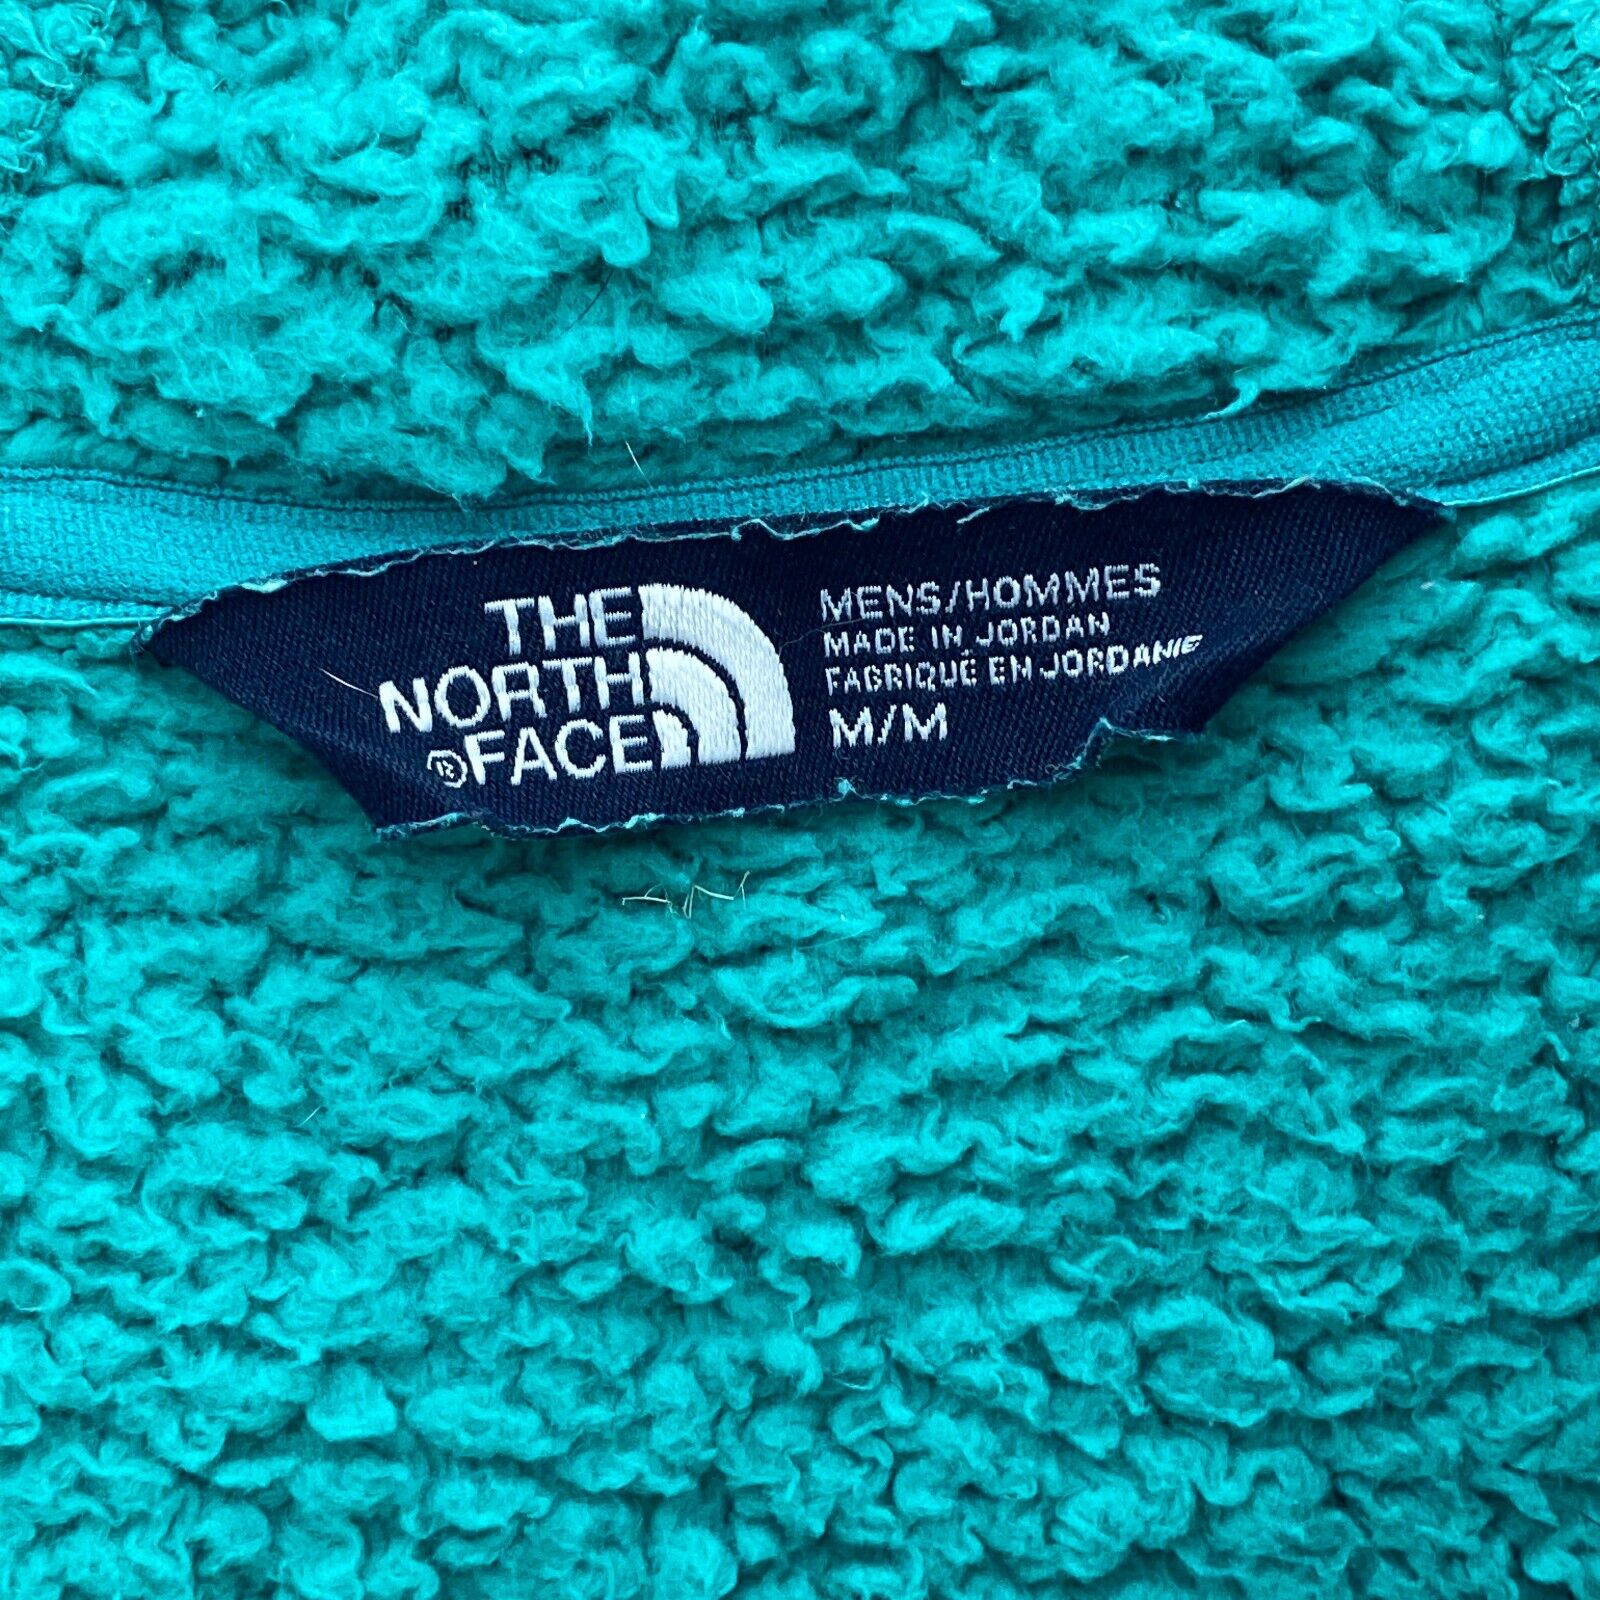 THE
NORTH
®FACE
MENS/HOMMES
MADE IN JORDAN
FABRIQUÉ EN JORDANIE
M/M